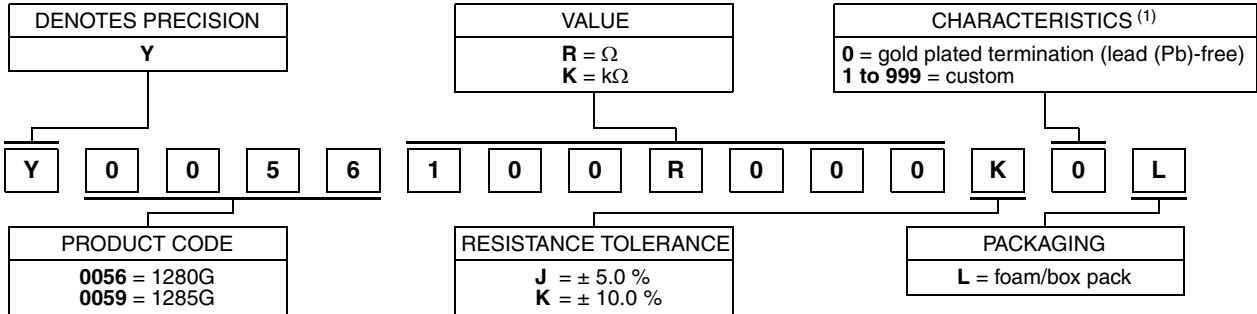 DENOTES PRECISION
Y
VALUE
R = Ω
K = kΩ
CHARACTERISTICS (1)
0 = gold plated termination (lead (Pb)-free)
1 to 999 = custom
Y 0 0 5 6 1 0 0 R 0 0 0 K 0 L
PRODUCT CODE
0056 = 1280G
0059 = 1285G
RESISTANCE TOLERANCE
J = ± 5.0 %
K = ± 10.0 %
PACKAGING
L = foam/box pack